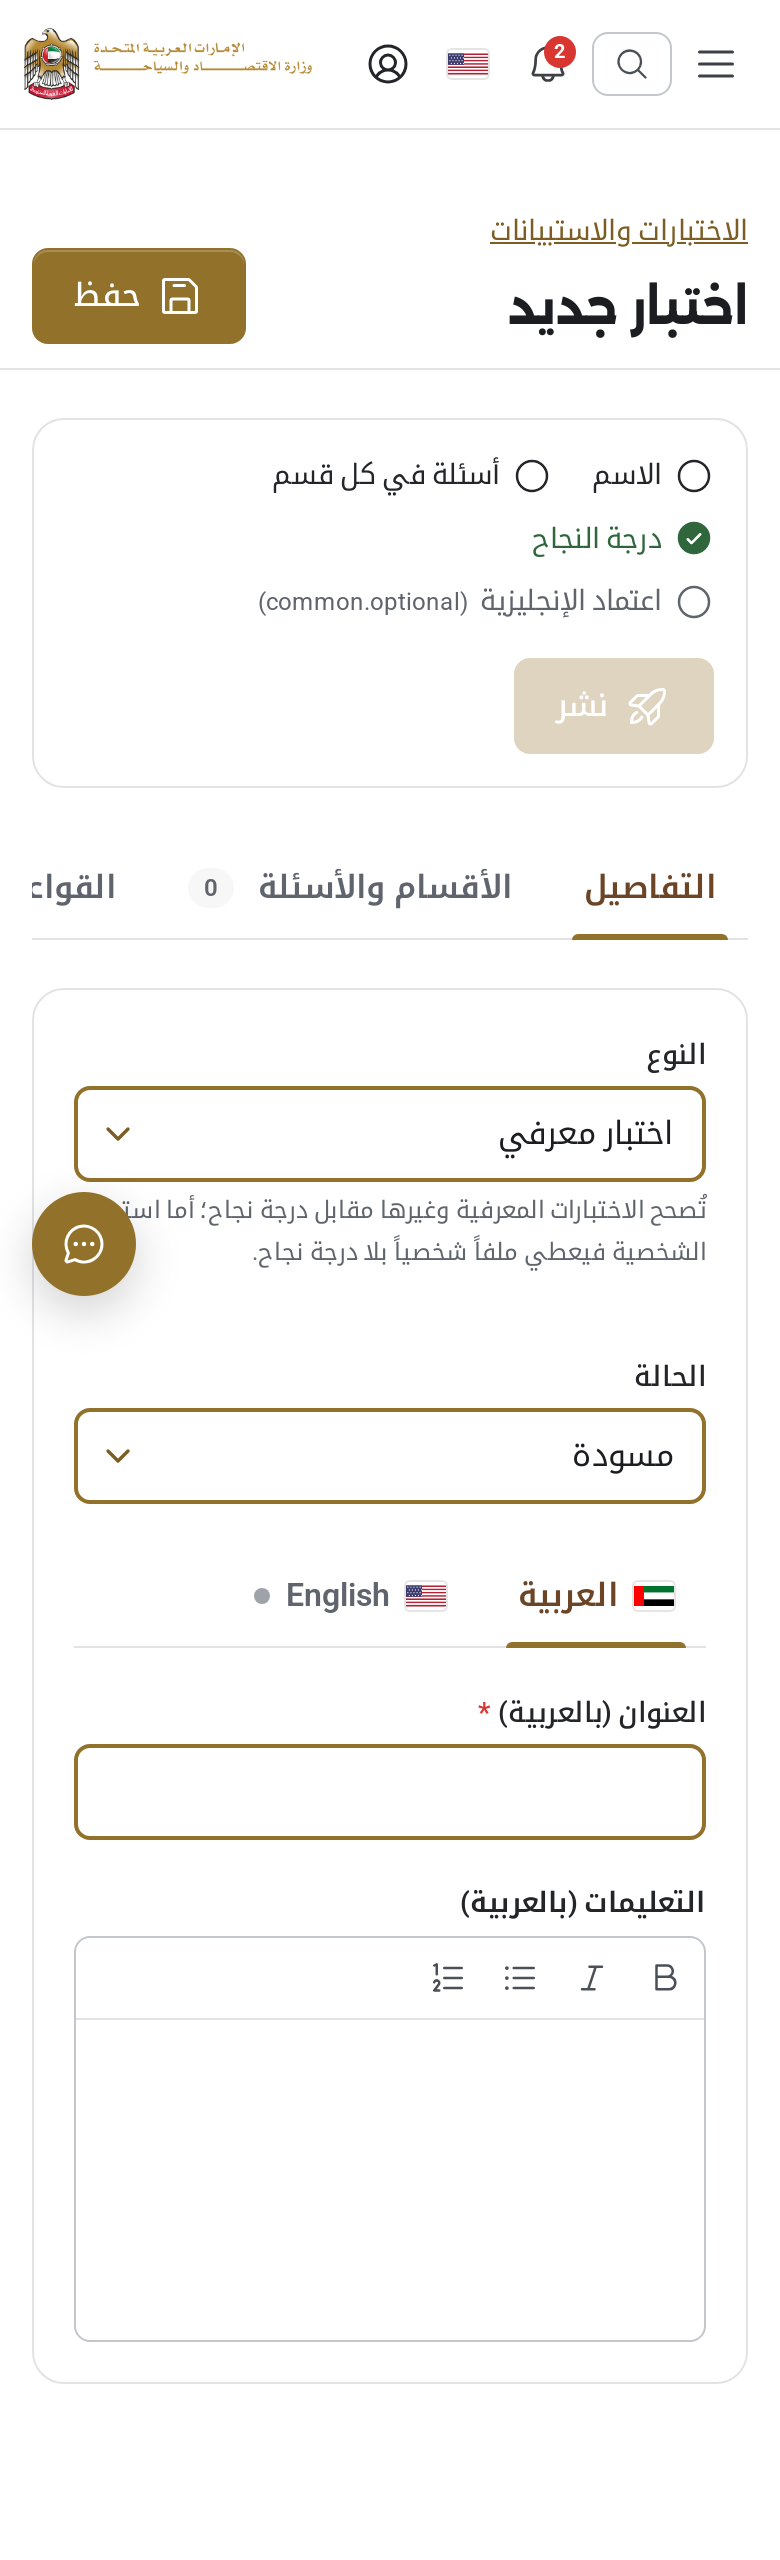 الإمارات العربية المتحدة
وزارة الاقتصاد والسياحة
2
الاختبارات والاستبيانات
اختبار جديد
حفظ
الاسم
أسئلة في كل قسم
درجة النجاح
اعتماد الإنجليزية (common.optional)
نشر
التفاصيل
الأقسام والأسئلة 0
النوع
اختبار معرفي
تُصحح الاختبارات المعرفية وغيرها مقابل درجة نجاح؛ أما
الشخصية فيعطي ملفاً شخصياً بلا درجة نجاح.
الحالة
مسودة
العربية
English
العنوان (بالعربية) *
التعليمات (بالعربية)